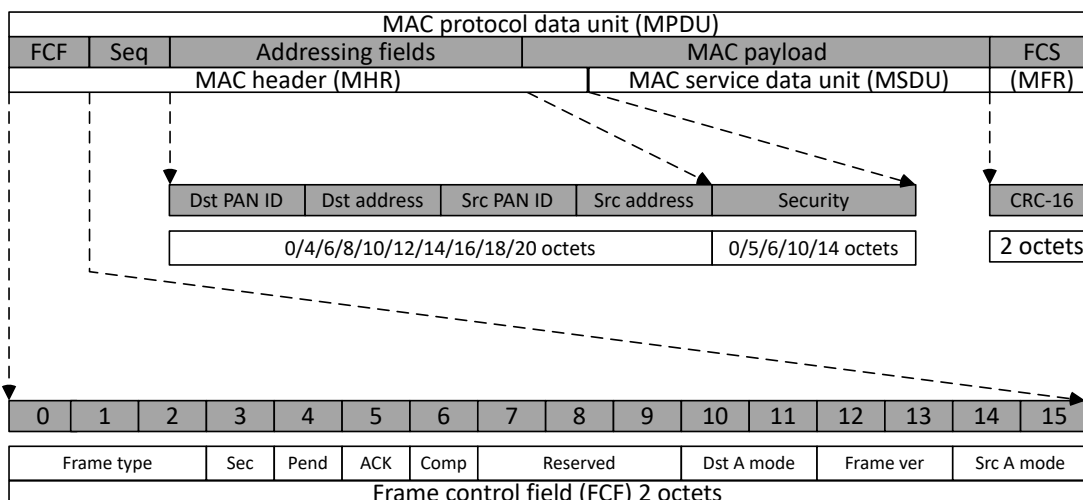 MAC protocol data unit (MPDU)
FCF Seq Addressing fields MAC payload FCS
MAC header (MHR) MAC service data unit (MSDU) (MFR)
Dst PAN ID Dst address Src PAN ID Src address Security CRC-16
0/4/6/8/10/12/14/16/18/20 octets 0/5/6/10/14 octets 2 octets
0 1 2 3 4 5 6 7 8 9 10 11 12 13 14 15
Frame type Sec Pend ACK Comp Reserved Dst A mode Frame ver Src A mode
Frame control field (FCF) 2 octets